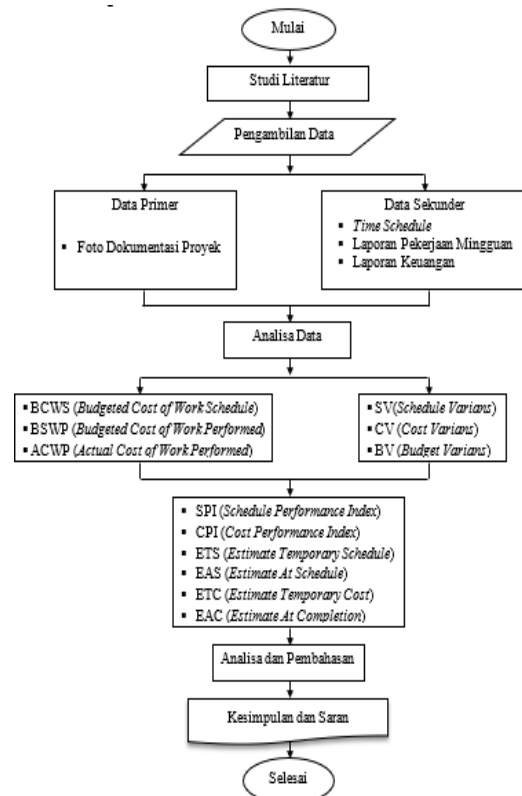 Mulai
Studi Literatur
Pengambilan Data
Data Primer
▪ Foto Dokumentasi Proyek
Data Sekunder
▪ Time Schedule
▪ Laporan Pekerjaan Mingguan
▪ Laporan Keuangan
Analisa Data
▪ BCWS (Budgeted Cost of Work Schedule)
▪ BSWP (Budgeted Cost of Work Performed)
▪ ACWP (Actual Cost of Work Performed)
▪ SV(Schedule Varians)
▪ CV (Cost Varians)
▪ BV (Budget Varians)
▪ SPI (Schedule Performance Index)
▪ CPI (Cost Performance Index)
▪ ETS (Estimate Temporary Schedule)
▪ EAS (Estimate At Schedule)
▪ ETC (Estimate Temporary Cost)
▪ EAC (Estimate At Completion)
Analisa dan Pembahasan
Kesimpulan dan Saran
Selesai